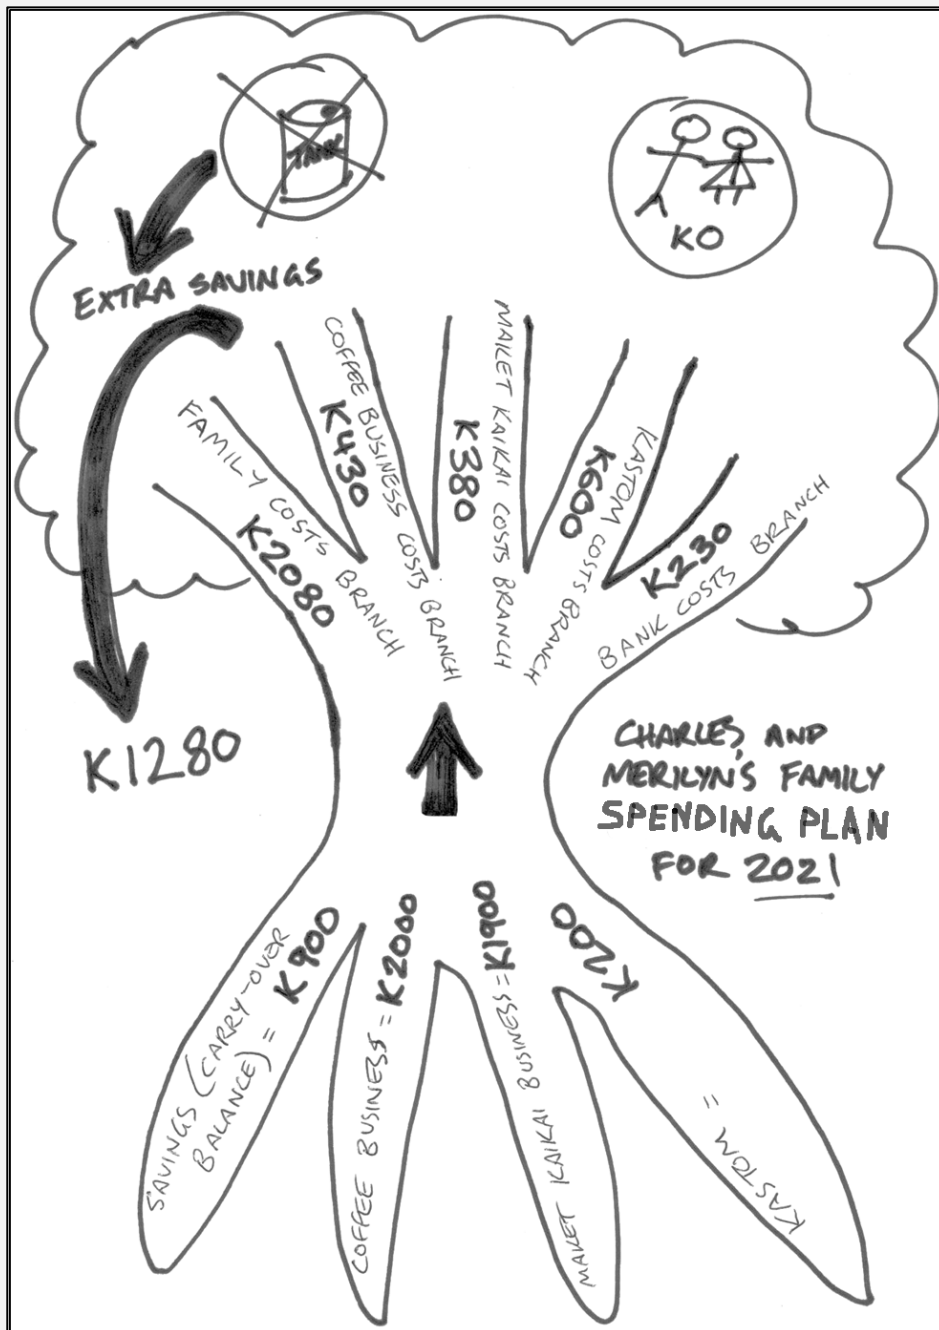 TANK
KO
EXTRA SAVINGS
FAMILY COSTS BRANCH
K2080
K430
COFFEE BUSINESS COSTS BRANCH
K380
MAKET KAIKAI COSTS BRANCH
K600
KASTOM COSTS BRANCH
K230
BANK COSTS BRANCH
K1280
CHARLES AND
MERILYN'S FAMILY
SPENDING PLAN
FOR 2021
SAVINGS (CARRY-OVER
BALANCE) = K900
COFFEE BUSINESS = K2000
MAKET KAIKAI BUSINESS = K1900
KASTOM = K200